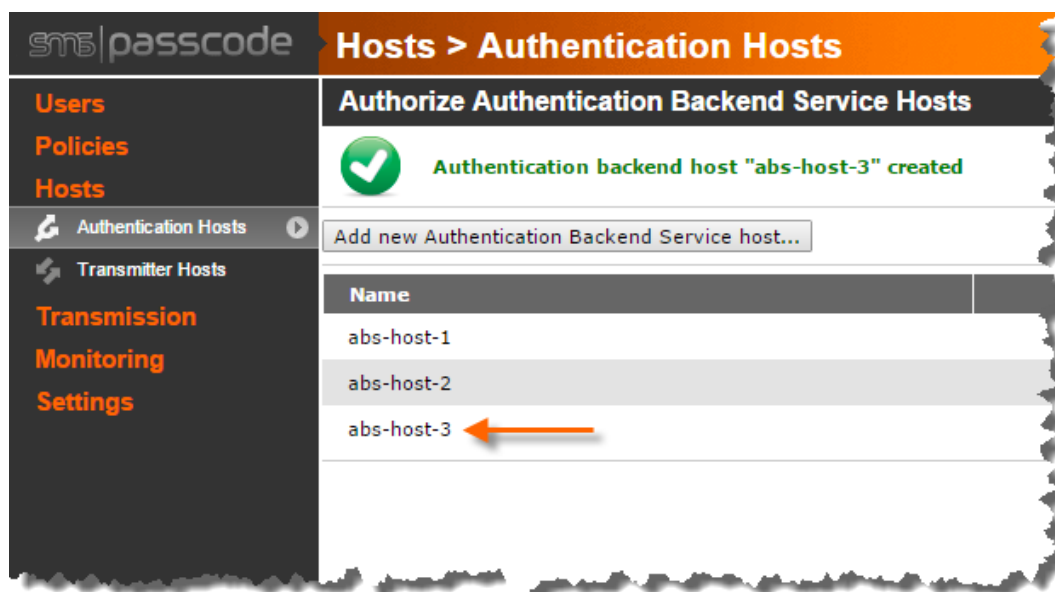 sms|passcode
Hosts > Authentication Hosts
Users
Policies
Hosts
Authentication Hosts
Transmitter Hosts
Transmission
Monitoring
Settings
Authorize Authentication Backend Service Hosts
Authentication backend host "abs-host-3" created
Add new Authentication Backend Service host...
Name
abs-host-1
abs-host-2
abs-host-3